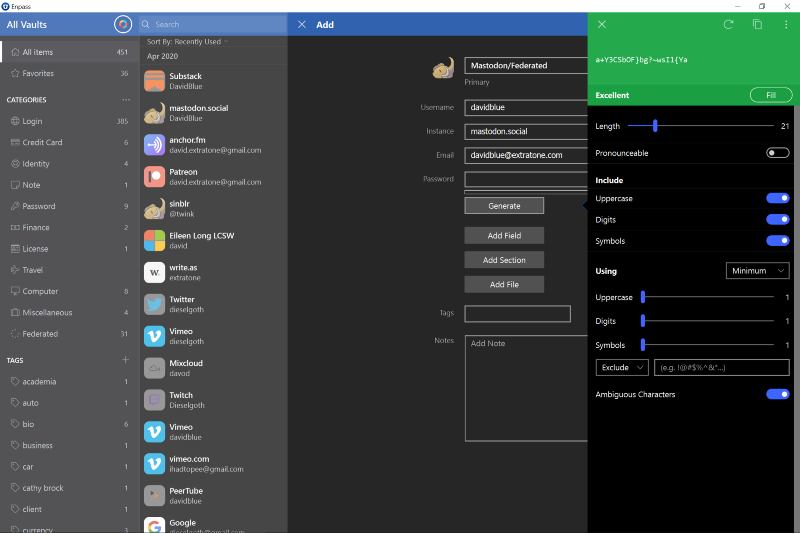 Enpass
All Vaults
All items 451
Favorites 36
CATEGORIES
Login 385
Credit Card 6
Identity 4
Note 1
Password 9
Finance 2
License 1
Travel
Computer 8
Miscellaneous 4
Federated 31
TAGS
academia 1
auto 1
bio 6
business 1
car 1
cathy brock 1
client 1
currency 3
Search
Sort By: Recently Used
Apr 2020
Substack
DavidBlue
mastodon.social
DavidBlue
anchor.fm
david.extratone@gmail.com
Patreon
david.extratone@gmail.com
sinblr
@twink
Eileen Long LCSW
david
W.
write.as
extratone
Twitter
dieselgoth
Vimeo
dieselgoth
Mixcloud
davod
Twitch
Dieselgoth
Vimeo
davidblue
vimeo.com
ihadtopee@gmail.com
PeerTube
davidblue
Google
dieselgoth@gmail.com
Add
Mastodon/Federated
Primary
Username davidblue
Instance mastodon.social
Email davidblue@extratone.com
Password
Generate
Add Field
Add Section
Add File
Tags
Notes Add Note
a+Y3CSbOF}bg?~wsIl{Ya
Excellent Fill
Length 21
Pronounceable
Include
Uppercase
Digits
Symbols
Using Minimum
Uppercase 1
Digits 1
Symbols 1
Exclude (e.g. !@#$%^&*...)
Ambiguous Characters